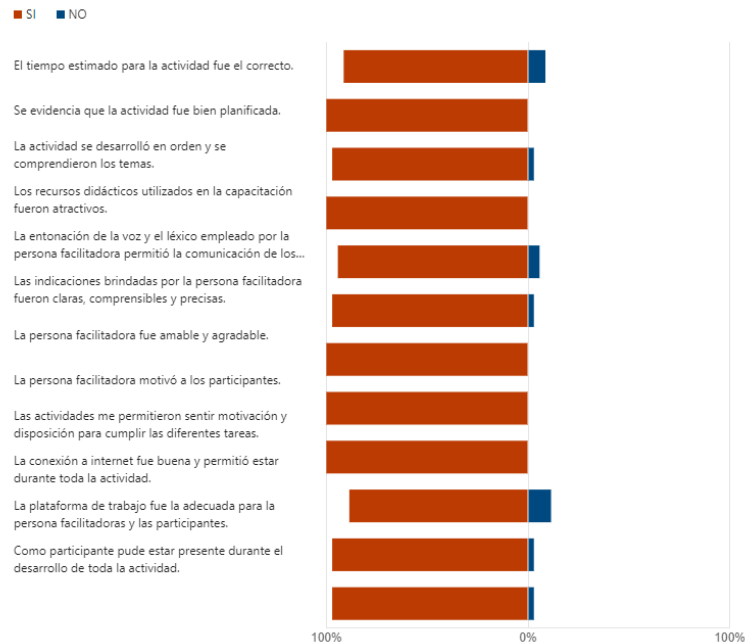 SI NO
El tiempo estimado para la actividad fue el correcto.
Se evidencia que la actividad fue bien planificada.
La actividad se desarrolló en orden y se
comprendieron los temas.
Los recursos didácticos utilizados en la capacitación
fueron atractivos.
La entonación de la voz y el léxico empleado por la
persona facilitadora permitió la comunicación de los...
Las indicaciones brindadas por la persona facilitadora
fueron claras, comprensibles y precisas.
La persona facilitadora fue amable y agradable.
La persona facilitadora motivó a los participantes.
Las actividades me permitieron sentir motivación y
disposición para cumplir las diferentes tareas.
La conexión a internet fue buena y permitió estar
durante toda la actividad.
La plataforma de trabajo fue la adecuada para la
persona facilitadoras y las participantes.
Como participante pude estar presente durante el
desarrollo de toda la actividad.
100% 0% 100%